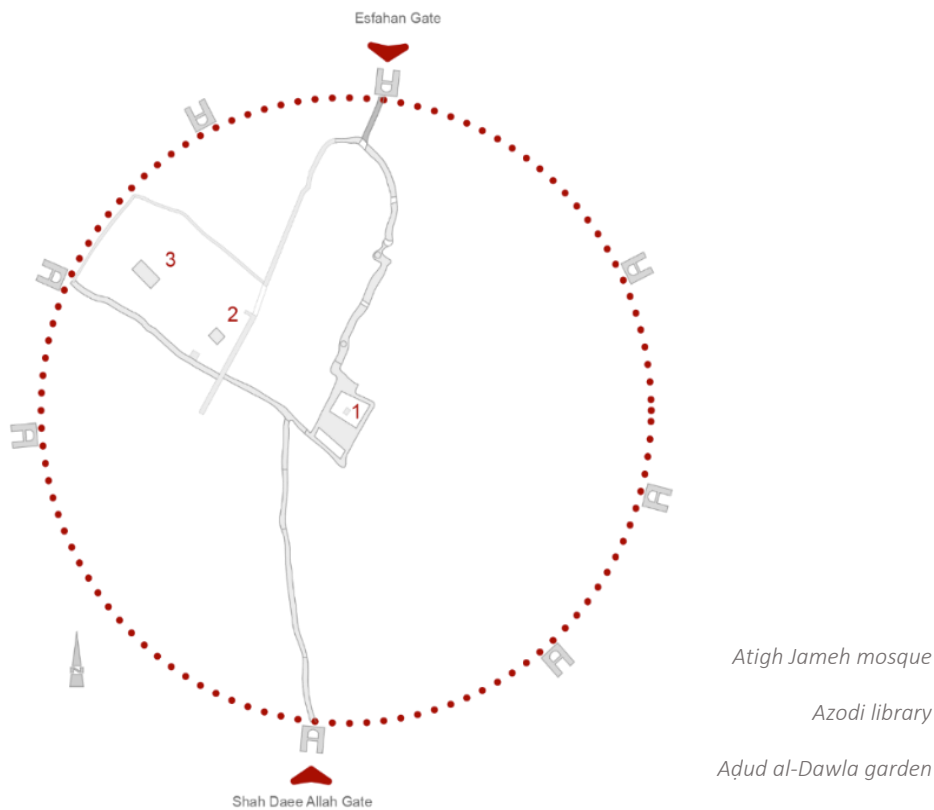 Esfahan Gate
3
2
1
Atigh Jameh mosque
Azodi library
Aḍud al-Dawla garden
Shah Daee Allah Gate